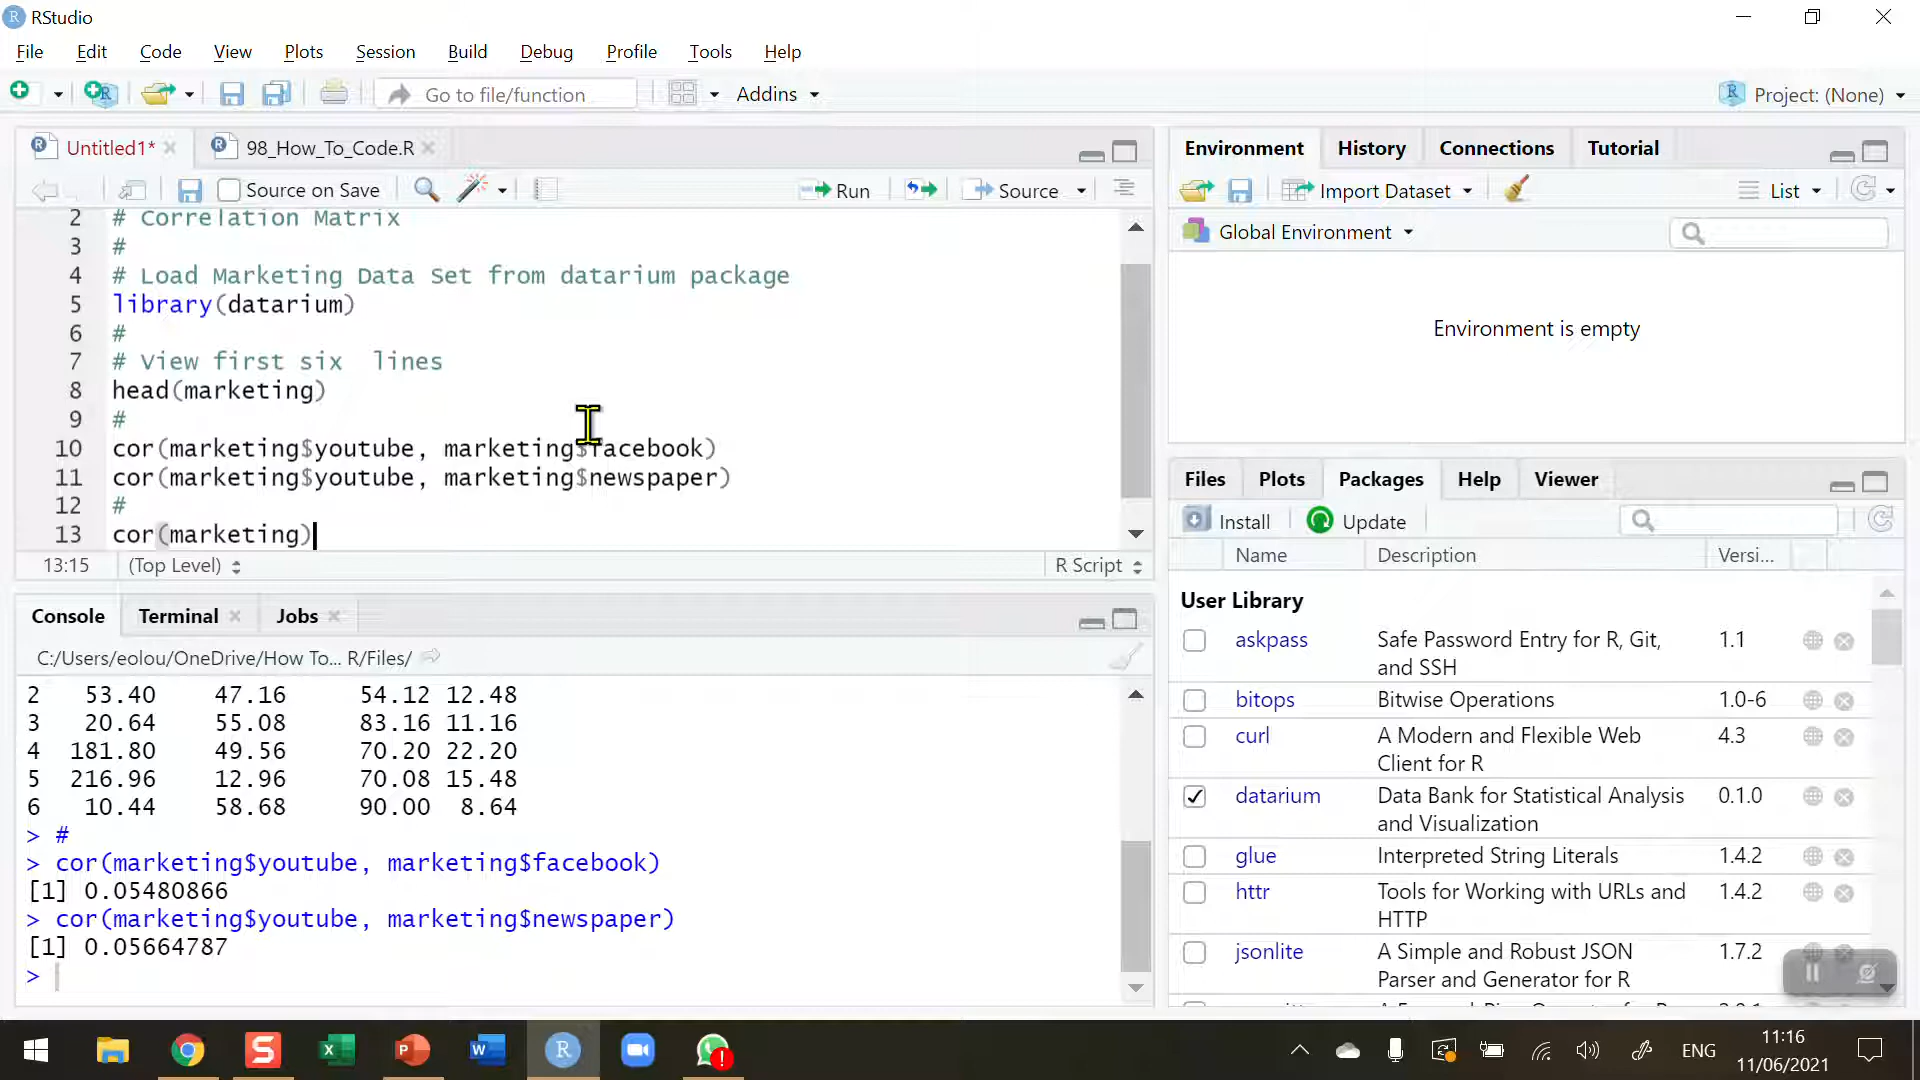 RStudio
File Edit Code View Plots Session Build Debug Profile Tools Help
Go to file/function Addins Project: (None)
Untitled1* 98_How_To_Code.R
Source on Save Run Source
2 # Correlation Matrix
3 #
4 # Load Marketing Data Set from datarium package
5 library(datarium)
6 #
7 # View first six  lines
8 head(marketing)
9 #
10 cor(marketing$youtube, marketing$facebook)
11 cor(marketing$youtube, marketing$newspaper)
12 #
13 cor(marketing)
13:15 (Top Level) R Script
Console Terminal Jobs
C:/Users/eolou/OneDrive/How To... R/Files/
2 53.40 47.16 54.12 12.48
3 20.64 55.08 83.16 11.16
4 181.80 49.56 70.20 22.20
5 216.96 12.96 70.08 15.48
6 10.44 58.68 90.00 8.64
> #
> cor(marketing$youtube, marketing$facebook)
[1] 0.05480866
> cor(marketing$youtube, marketing$newspaper)
[1] 0.05664787
>
Environment History Connections Tutorial
Import Dataset List
Global Environment
Environment is empty
Files Plots Packages Help Viewer
Install Update
Name Description Versi...
User Library
askpass Safe Password Entry for R, Git, 1.1
and SSH
bitops Bitwise Operations 1.0-6
curl A Modern and Flexible Web 4.3
Client for R
datarium Data Bank for Statistical Analysis 0.1.0
and Visualization
glue Interpreted String Literals 1.4.2
httr Tools for Working with URLs and 1.4.2
HTTP
jsonlite A Simple and Robust JSON 1.7.2
Parser and Generator for R
ENG
11:16
11/06/2021